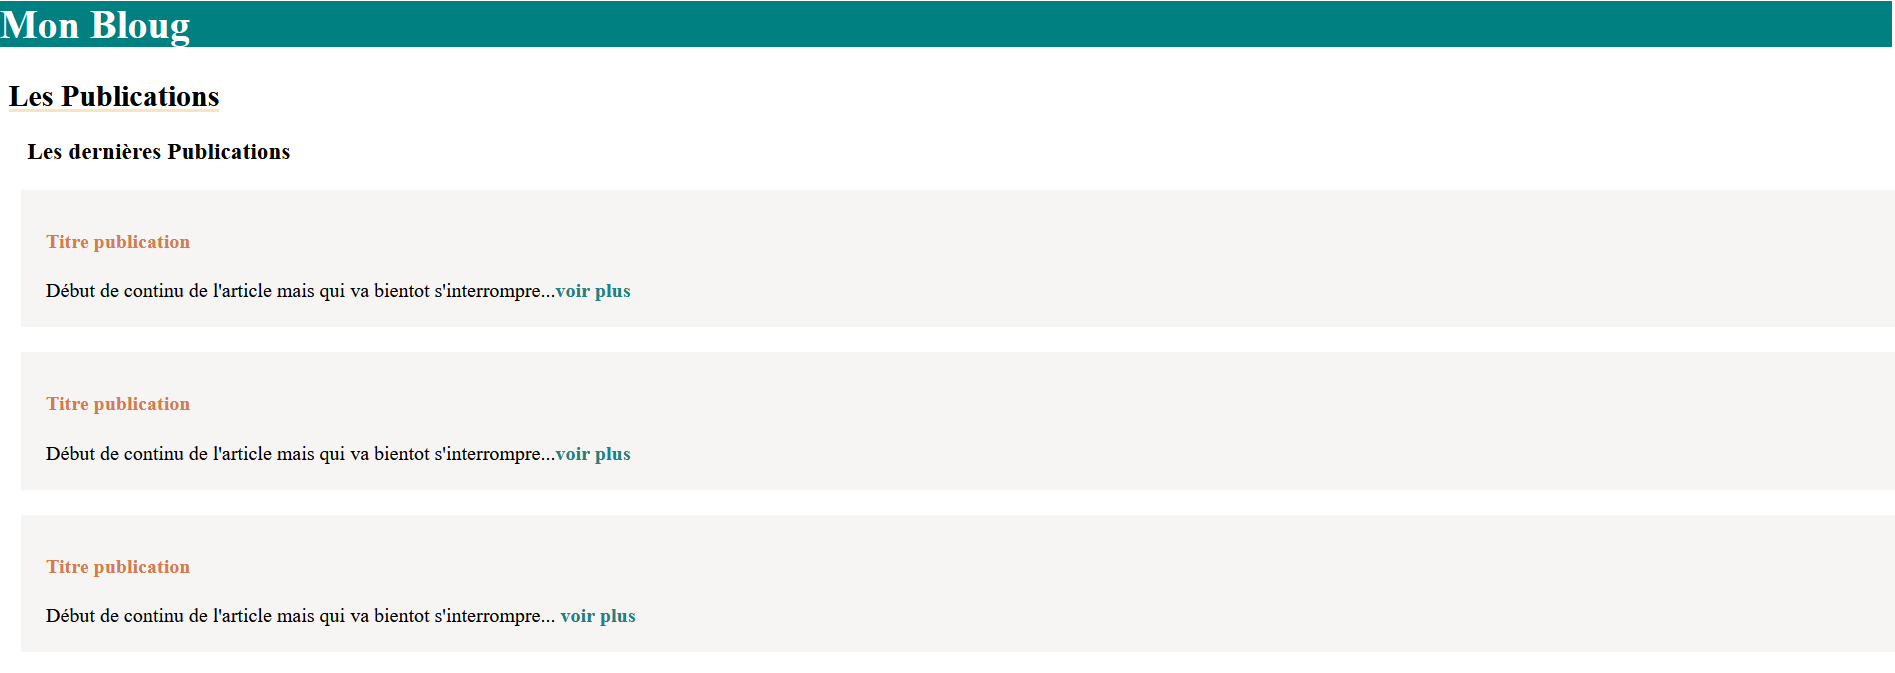 Mon Bloug
Les Publications
Les dernières Publications
Titre publication
Début de continu de l'article mais qui va bientot s'interrompre...voir plus
Titre publication
Début de continu de l'article mais qui va bientot s'interrompre...voir plus
Titre publication
Début de continu de l'article mais qui va bientot s'interrompre... voir plus